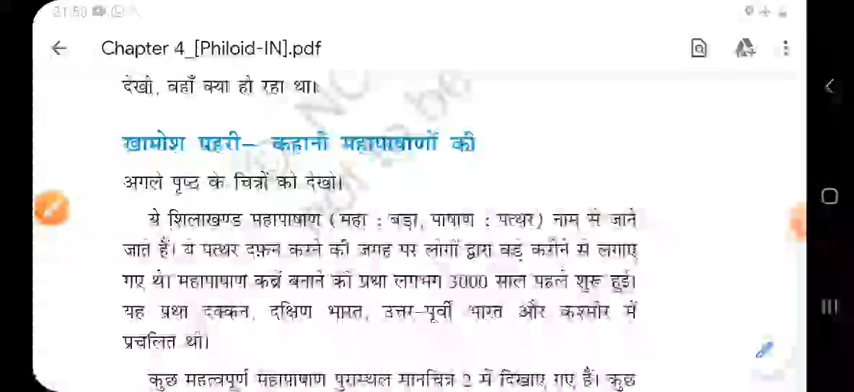 21:50
Chapter 4_[Philoid-IN].pdf
देखो, वहाँ क्या हो रहा था।
खामोश प्रहरी– कहानी महापाषाणों की
अगले पृष्ठ के चित्रों को देखो।
ये शिलाखण्ड महापाषाण (महा : बड़ा, पाषाण : पत्थर) नाम से जाने
जाते हैं। ये पत्थर दफ़न करने की जगह पर लोगों द्वारा बड़े करीने से लगाए
गए थे। महापाषाण कब्रें बनाने की प्रथा लगभग 3000 साल पहले शुरू हुई।
यह प्रथा दक्कन, दक्षिण भारत, उत्तर-पूर्वी भारत और कश्मीर में
प्रचलित थी।
कुछ महत्वपूर्ण महापाषाण पुरास्थल मानचित्र 2 में दिखाए गए हैं। कुछ